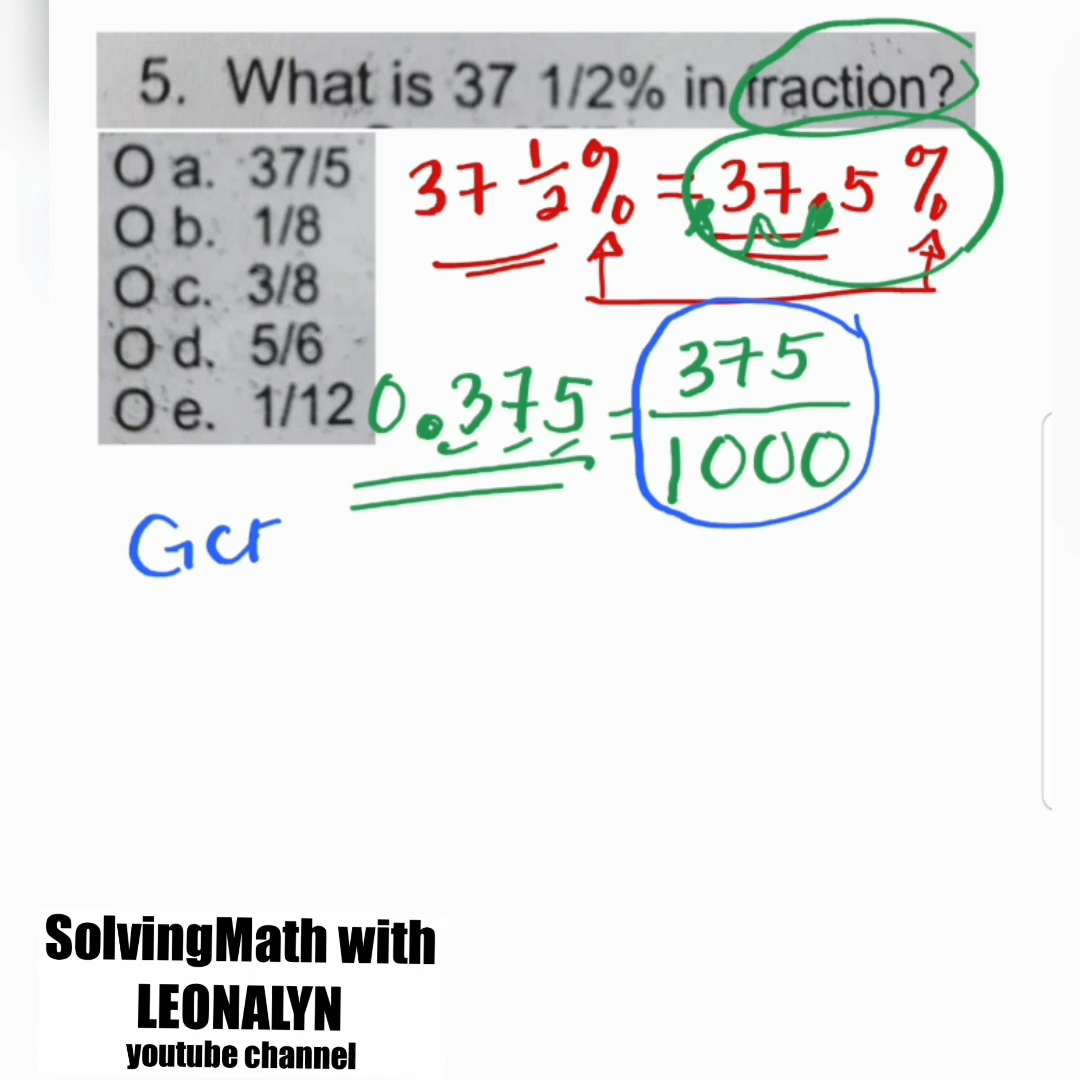 5. What is 37 1/2% in fraction?
O a. 37/5
O b. 1/8
O c. 3/8
O d. 5/6
O e. 1/12
37 1/2% = 37.5%
0.375 = 375/1000
Gcf
SolvingMath with
LEONALYN
youtube channel